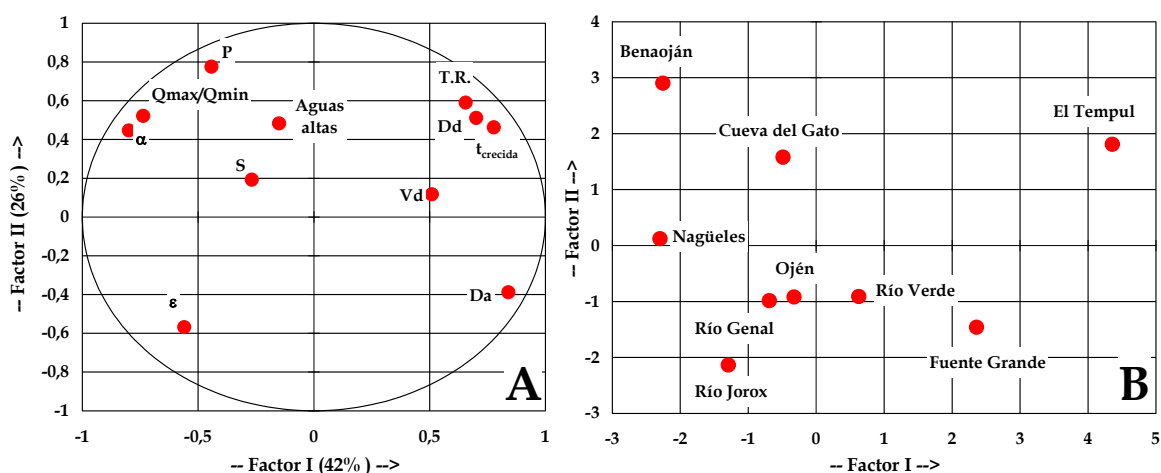 1
0,8
0,6
0,4
0,2
0
-0,2
-0,4
-0,6
-0,8
-1
-1
-0,5
0
0,5
1
-- Factor II (26% ) -->
-- Factor I (42% ) -->
P
Qmax/Qmin
α
Aguas
altas
S
T.R.
Dd
tcrecida
Vd
Da
ε
A
4
3
2
1
0
-1
-2
-3
-3
-2
-1
0
1
2
3
4
5
-- Factor II -->
-- Factor I -->
Benaoján
Cueva del Gato
El Tempul
Nagüeles
Ojén
Río Verde
Río Genal
Fuente Grande
Río Jorox
B